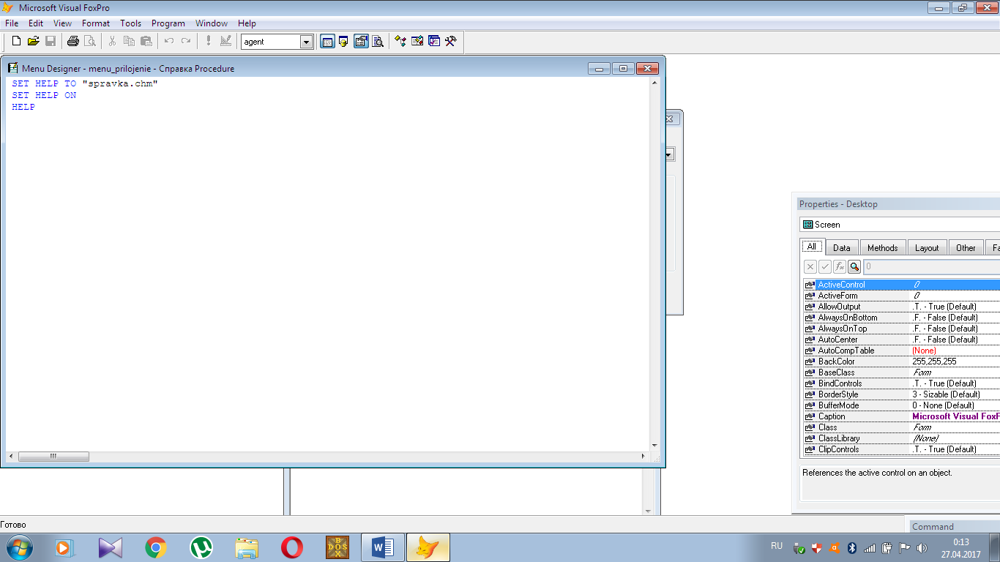 Microsoft Visual FoxPro
File Edit View Format Tools Program Window Help
agent
Menu Designer - menu_prilojenie - Справка Procedure
SET HELP TO "spravka.chm"
SET HELP ON
HELP
Properties - Desktop
Screen
All Data Methods Layout Other Fa
0
ActiveControl 0
ActiveForm 0
AllowOutput .T. - True (Default)
AlwaysOnBottom .F. - False (Default)
AlwaysOnTop .F. - False (Default)
AutoCenter .F. - False (Default)
AutoCompTable (None)
BackColor 255,255,255
BaseClass Form
BindControls .T. - True (Default)
BorderStyle 3 - Sizable (Default)
BufferMode 0 - None (Default)
Caption Microsoft Visual FoxF
Class Form
ClassLibrary (None)
ClipControls .T. - True (Default)
References the active control on an object.
Готово
Command
BOX
DOS
RU
0:13
27.04.2017